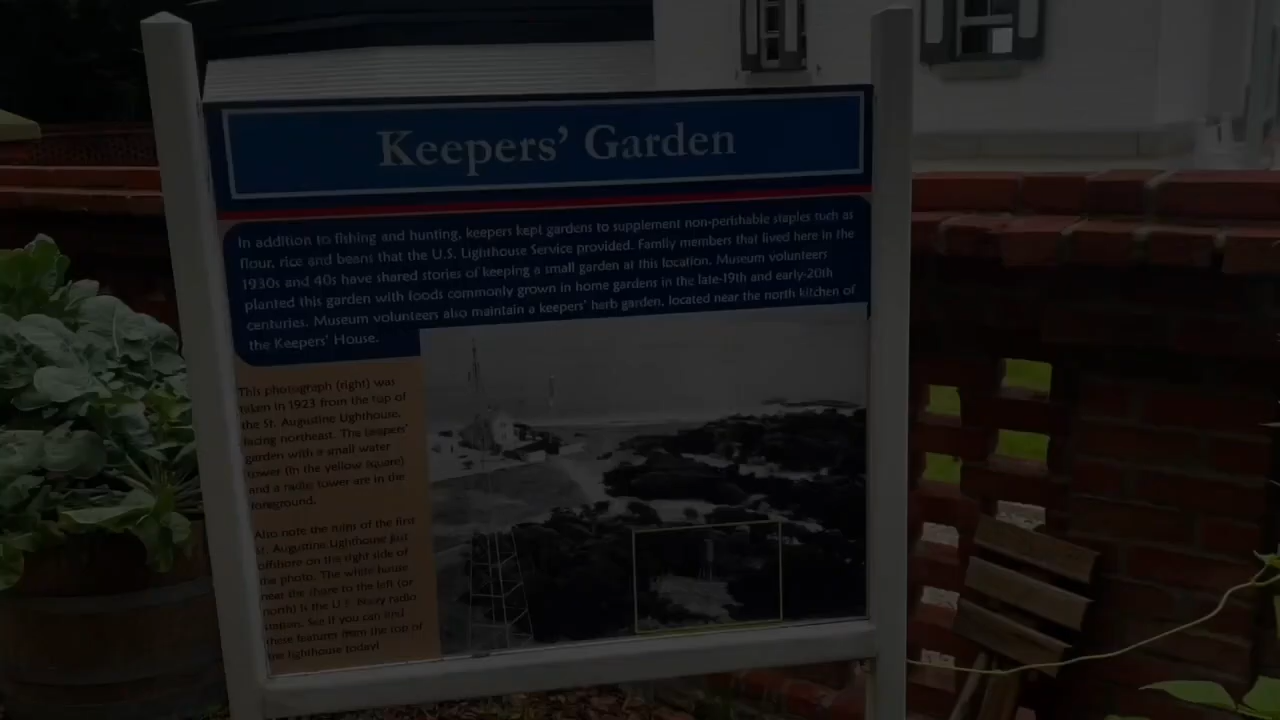 Keepers' Garden
In addition to fishing and hunting, keepers kept gardens to supplement non-perishable staples such as
flour, rice and beans that the U.S. Lighthouse Service provided. Family members that lived here in the
1930s and 40s have shared stories of keeping a small garden at this location. Museum volunteers
planted this garden with foods commonly grown in home gardens in the late-19th and early-20th
centuries. Museum volunteers also maintain a keepers' herb garden, located near the north kitchen of
the Keepers' House.
This photograph (right) was
taken in 1923 from the top of
the St. Augustine Lighthouse,
facing northeast. The keepers'
garden with a small water
tower (in the yellow square)
and a radio tower are in the
foreground.
Also note the ruins of the first
St. Augustine Lighthouse just
offshore on the right side of
the photo. The white house
near the shore to the left (or
north) is the U.S. Navy radio
station. See if you can find
these features from the top of
the lighthouse today!